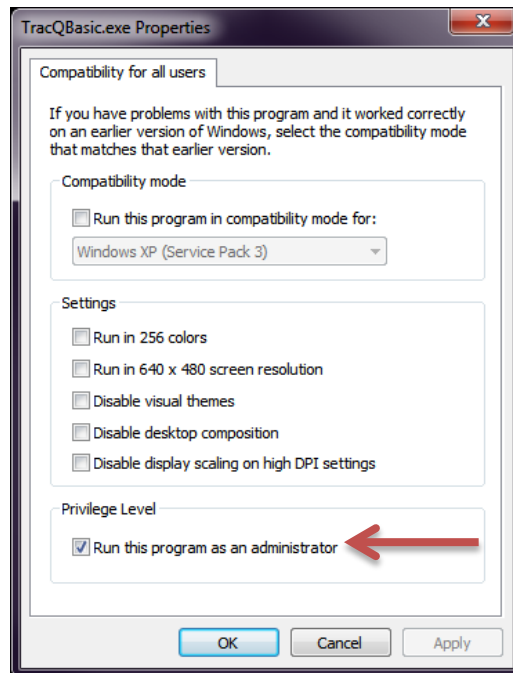 TracQBasic.exe Properties
Compatibility for all users
If you have problems with this program and it worked correctly
on an earlier version of Windows, select the compatibility mode
that matches that earlier version.
Compatibility mode
Run this program in compatibility mode for:
Windows XP (Service Pack 3)
Settings
Run in 256 colors
Run in 640 x 480 screen resolution
Disable visual themes
Disable desktop composition
Disable display scaling on high DPI settings
Privilege Level
Run this program as an administrator
OK Cancel Apply